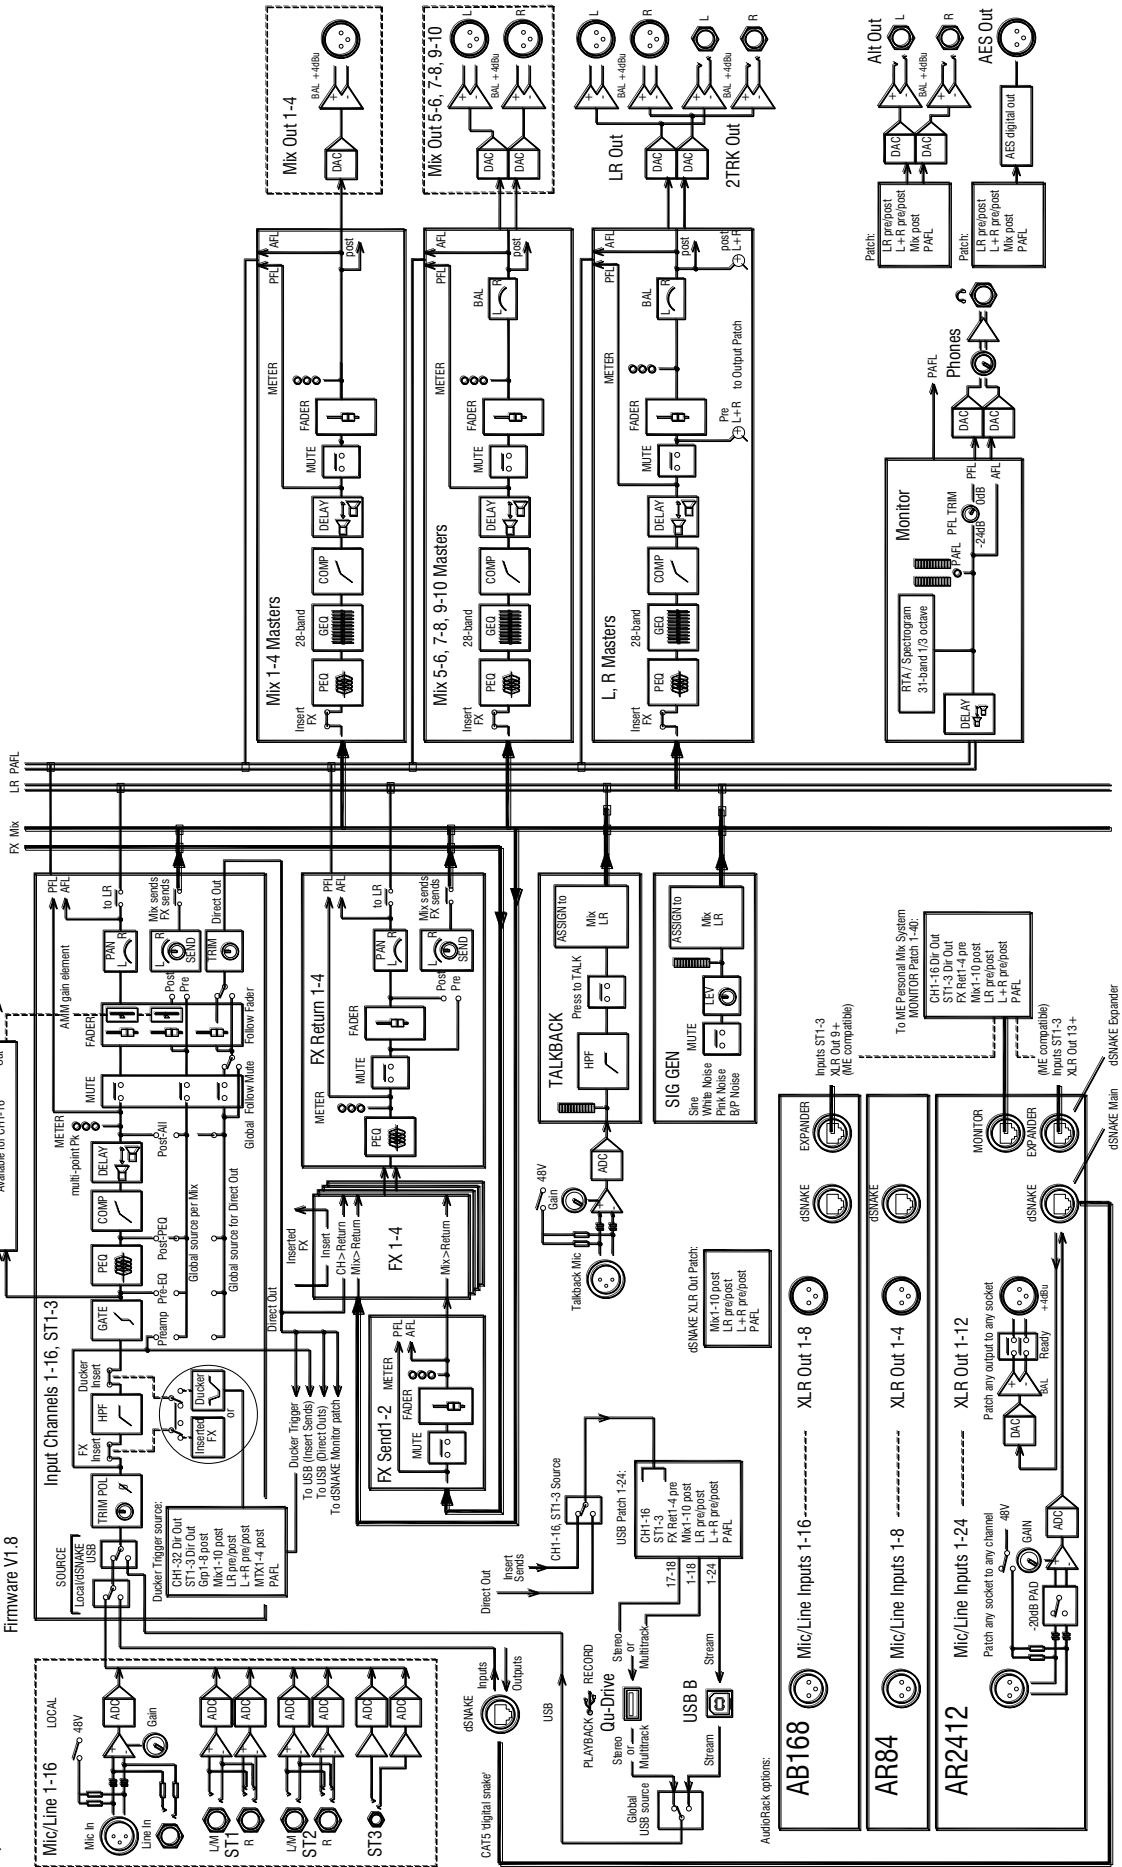 Firmware V1.8
Available for CH1-16
Out
FX Mix
LR PAFL
Mic/Line 1-16
LOCAL
48V
Mic In
Line In
Gain
ADC
ADC
ADC
ADC
ADC
ADC
ADC
L/M
ST1
R
L/M
ST2
R
ST3
CAT5 'digital snake'
dSNAKE
Inputs
Outputs
USB
Input Channels 1-16, ST1-3
SOURCE
Local/dSNAKE
USB
TRIM POL
FX
Insert
HPF
Ducker
Insert
GATE
PEQ
COMP
DELAY
multi-point Pk
METER
MUTE
FADER
AMM gain element
PAN
L
R
PFL
AFL
to LR
Mix sends
FX sends
SEND
L
R
Direct Out
TRIM
Post
Pre
Preamp
Pre-EQ
Post-PEQ
Post-All
Global source per Mix
Global source for Direct Out
Global Follow Mute
Follow Fader
Inserted
FX
Ducker
or
Ducker Trigger source:
CH1-32 Dir Out
ST1-3 Dir Out
Grp1-8 post
Mix1-10 post
LR pre/post
L+R pre/post
MTX1-4 post
PAFL
Direct Out
Ducker Trigger
To USB (Insert Sends)
To USB (Direct Outs)
To dSNAKE Monitor patch
FX Send1-2
MUTE
FADER
METER
PFL
AFL
Inserted
FX
Insert
CH>Return
Mix>Return
FX 1-4
Mix>Return
FX Return 1-4
PEQ
METER
MUTE
FADER
PAN
L
R
PFL
AFL
to LR
Mix sends
FX sends
SEND
L
R
Post
Pre
TALKBACK
Talkback Mic
48V
Gain
ADC
HPF
Press to TALK
ASSIGN to
Mix
LR
SIG GEN
Sine
White Noise
Pink Noise
B/P Noise
MUTE
LEV
ASSIGN to
Mix
LR
Direct Out
Insert
Sends
CH1-16, ST1-3 Source
USB Patch 1-24:
CH1-16
ST1-3
FX Ret1-4 pre
Mix1-10 post
LR pre/post
L+R pre/post
PAFL
17-18
1-18
1-24
Stereo
or
Multitrack
Stream
PLAYBACK
RECORD
Qu-Drive
USB B
Stereo
or
Multitrack
Stream
Global
USB source
dSNAKE XLR Out Patch:
Mix1-10 post
LR pre/post
L+R pre/post
PAFL
AudioRack options:
AB168
Mic/Line Inputs 1-16
XLR Out 1-8
dSNAKE
EXPANDER
Inputs ST1-3
XLR Out 9+
(ME compatible)
AR84
Mic/Line Inputs 1-8
XLR Out 1-4
dSNAKE
AR2412
Mic/Line Inputs 1-24
XLR Out 1-12
Patch any socket to any channel
Patch any output to any socket
-20dB PAD
48V
GAIN
ADC
DAC
BAL
Ready
+4dBu
dSNAKE
MONITOR
EXPANDER
(ME compatible)
Inputs ST1-3
XLR Out 13+
dSNAKE Main
dSNAKE Expander
To ME Personal Mix System
MONITOR Patch 1-40:
CH1-16 Dir Out
ST1-3 Dir Out
FX Ret1-4 pre
Mix1-10 post
LR pre/post
L+R pre/post
PAFL
Mix 1-4 Masters
Insert
FX
PEQ
28-band
GEQ
COMP
DELAY
MUTE
FADER
METER
PFL
AFL
post
Mix Out 1-4
DAC
BAL +4dBu
Mix 5-6, 7-8, 9-10 Masters
Insert
FX
PEQ
28-band
GEQ
COMP
DELAY
MUTE
FADER
METER
BAL
L
R
PFL
AFL
post
Mix Out 5-6, 7-8, 9-10
DAC
DAC
BAL +4dBu
L
R
L, R Masters
Insert
FX
PEQ
28-band
GEQ
COMP
DELAY
MUTE
FADER
METER
Pre
L+R
to Output Patch
BAL
L
R
PFL
AFL
post
post
L+R
LR Out
DAC
DAC
2TRK Out
BAL +4dBu
L
R
L
R
Monitor
DELAY
RTA / Spectrogram
31-band 1/3 octave
PAFL
PFL TRIM
-24dB
0dB
PFL
AFL
PAFL
DAC
DAC
Phones
Patch:
LR pre/post
L+R pre/post
Mix post
PAFL
DAC
DAC
BAL +4dBu
Alt Out
L
R
Patch:
LR pre/post
L+R pre/post
Mix post
PAFL
AES digital out
AES Out